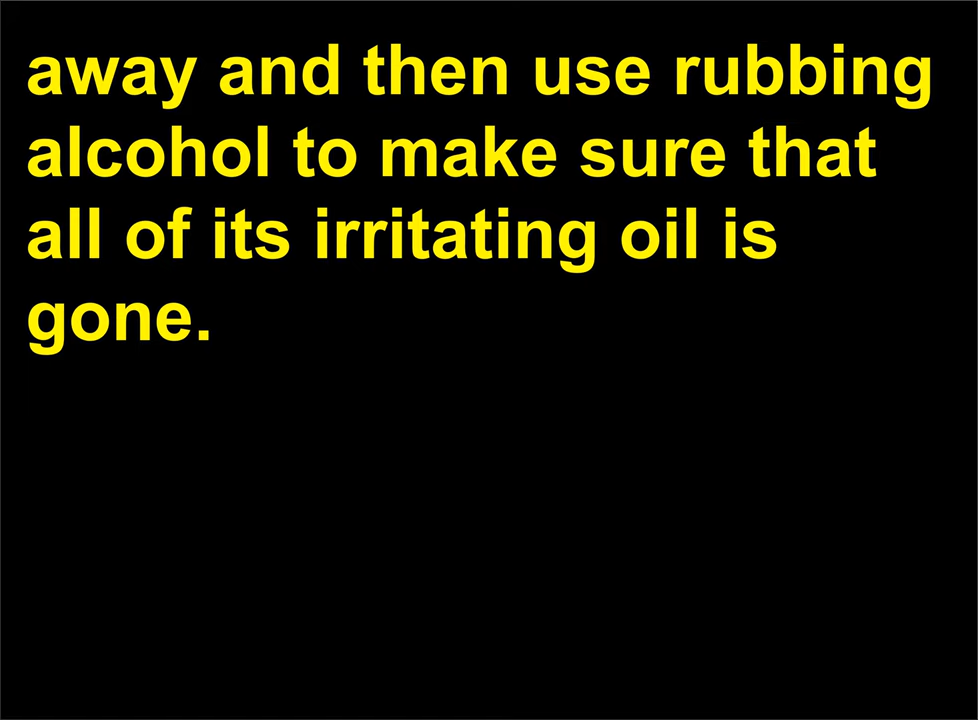 away and then use rubbing
alcohol to make sure that
all of its irritating oil is
gone.